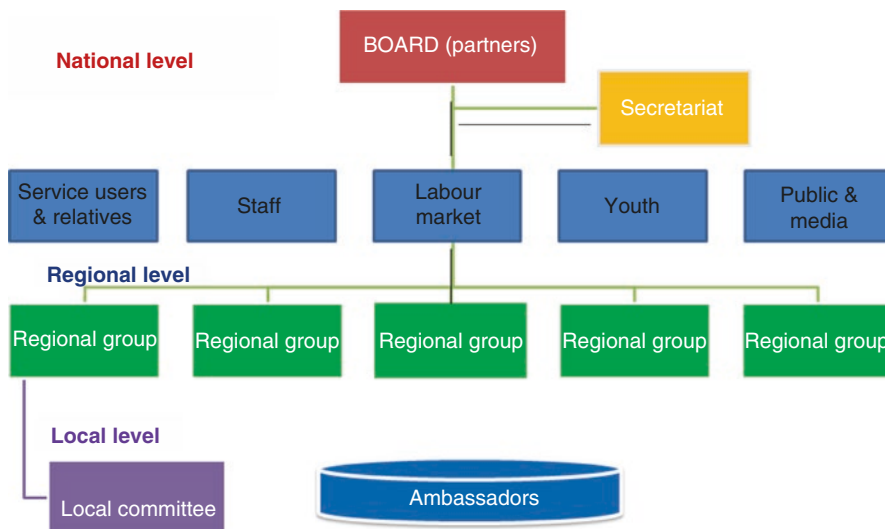 BOARD (partners)
National level
Secretariat
Service users
& relatives
Staff
Labour
market
Youth
Public &
media
Regional level
Regional group
Regional group
Regional group
Regional group
Regional group
Local level
Local committee
Ambassadors